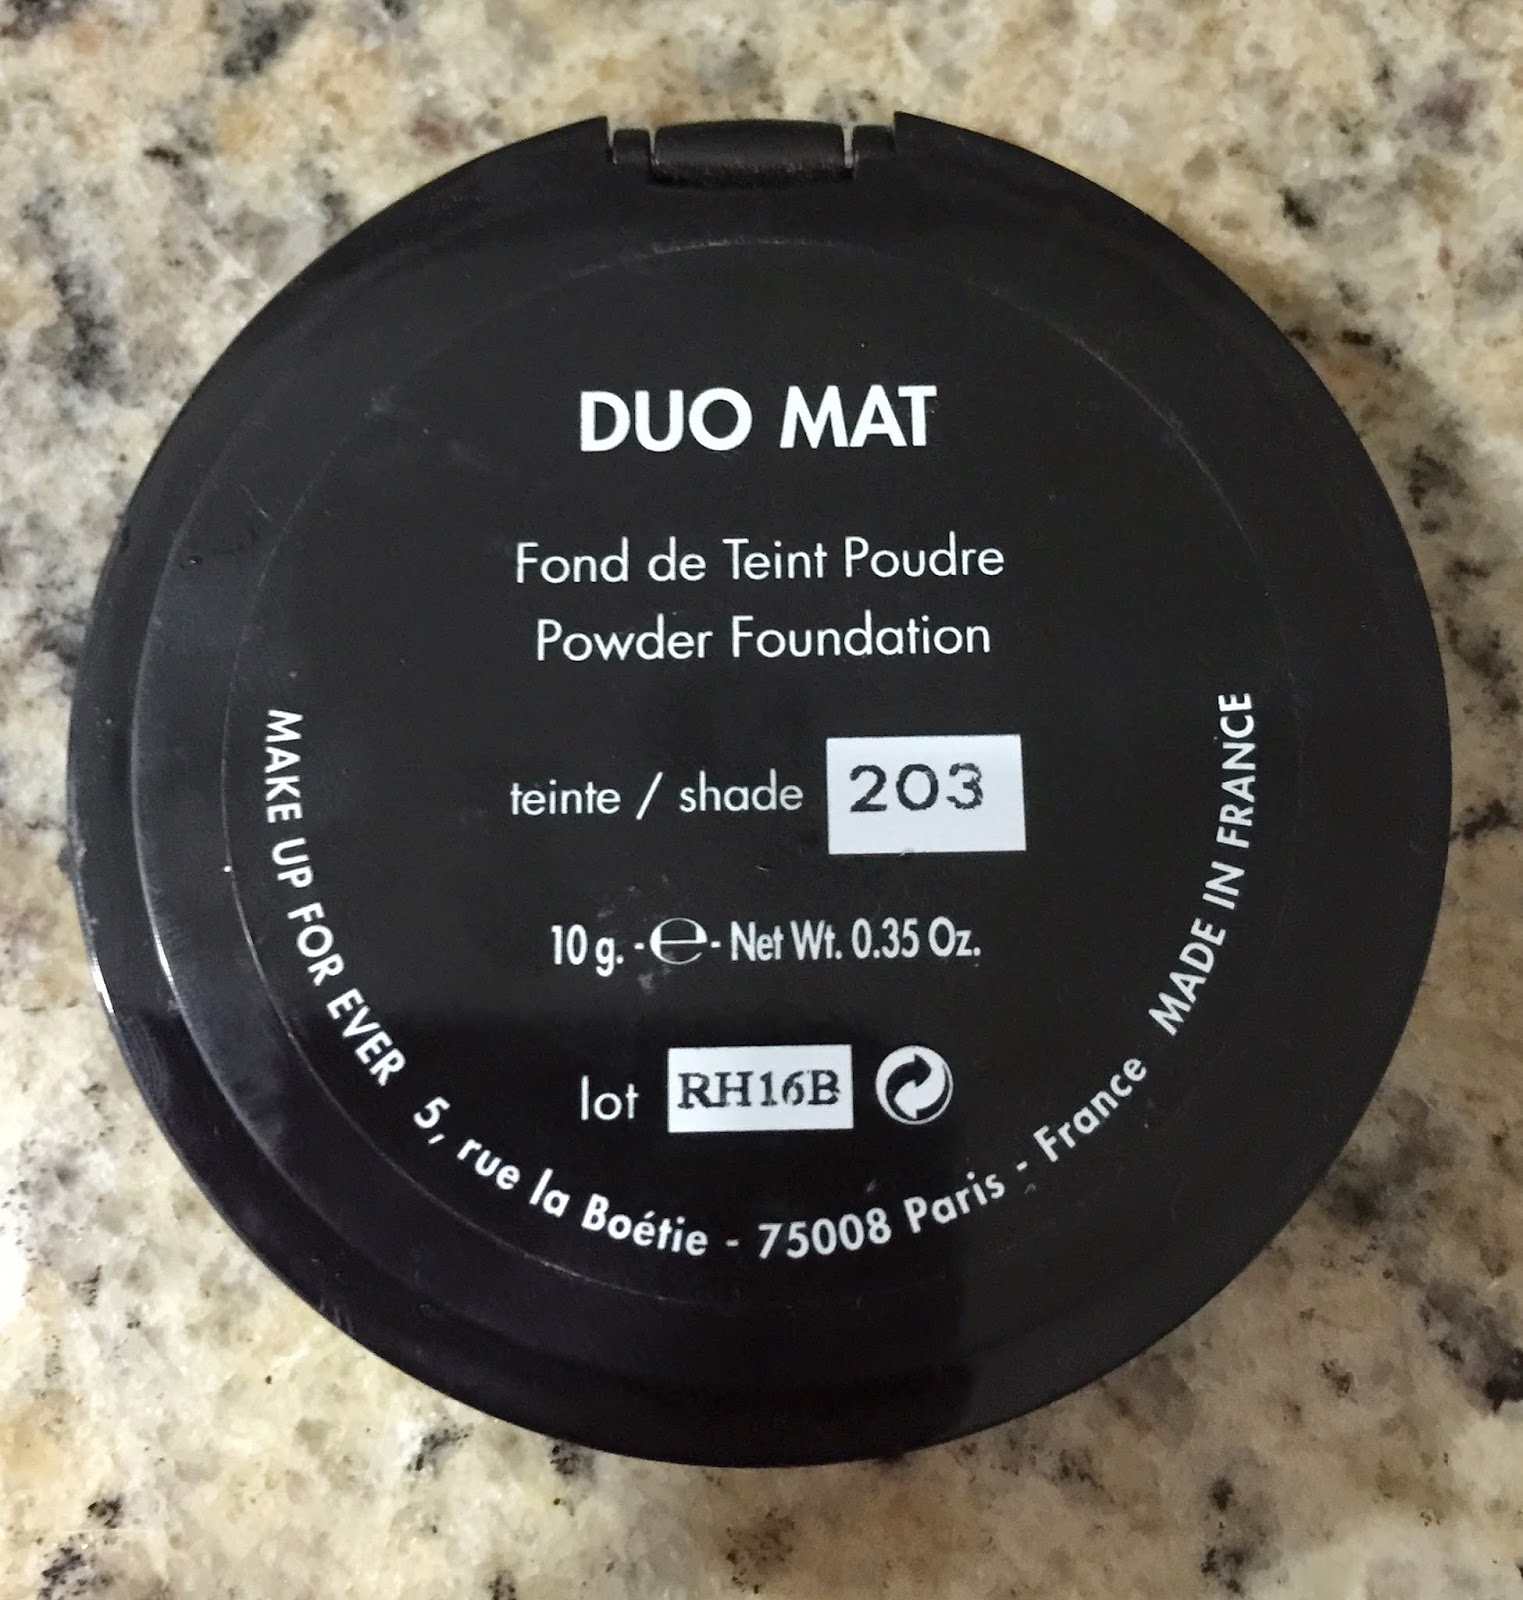 DUO MAT
Fond de Teint Poudre
Powder Foundation
teinte / shade 203
10 g. -℮- Net Wt. 0.35 Oz.
lot RH16B
MAKE UP FOR EVER 5, rue la Boétie - 75008 Paris - France MADE IN FRANCE